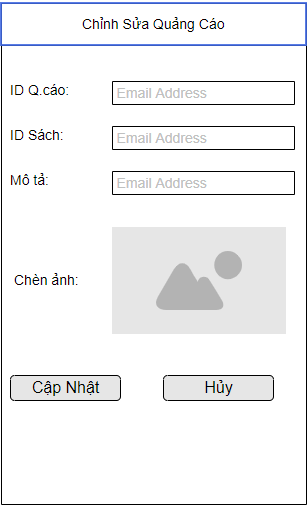 Chỉnh Sửa Quảng Cáo
ID Q.cáo: Email Address
ID Sách: Email Address
Mô tả: Email Address
Chèn ảnh:
Cập Nhật Hủy